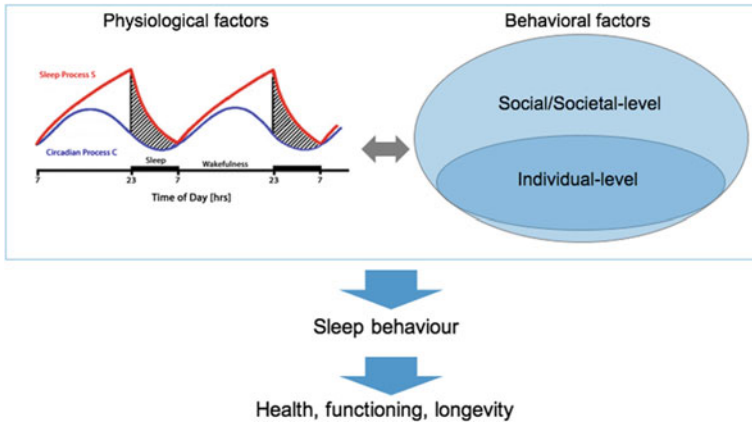 Physiological factors
Behavioral factors
Sleep Process S
Circadian Process C
Sleep
Wakefulness
7
23
7
23
7
Time of Day [hrs]
Social/Societal-level
Individual-level
Sleep behaviour
Health, functioning, longevity